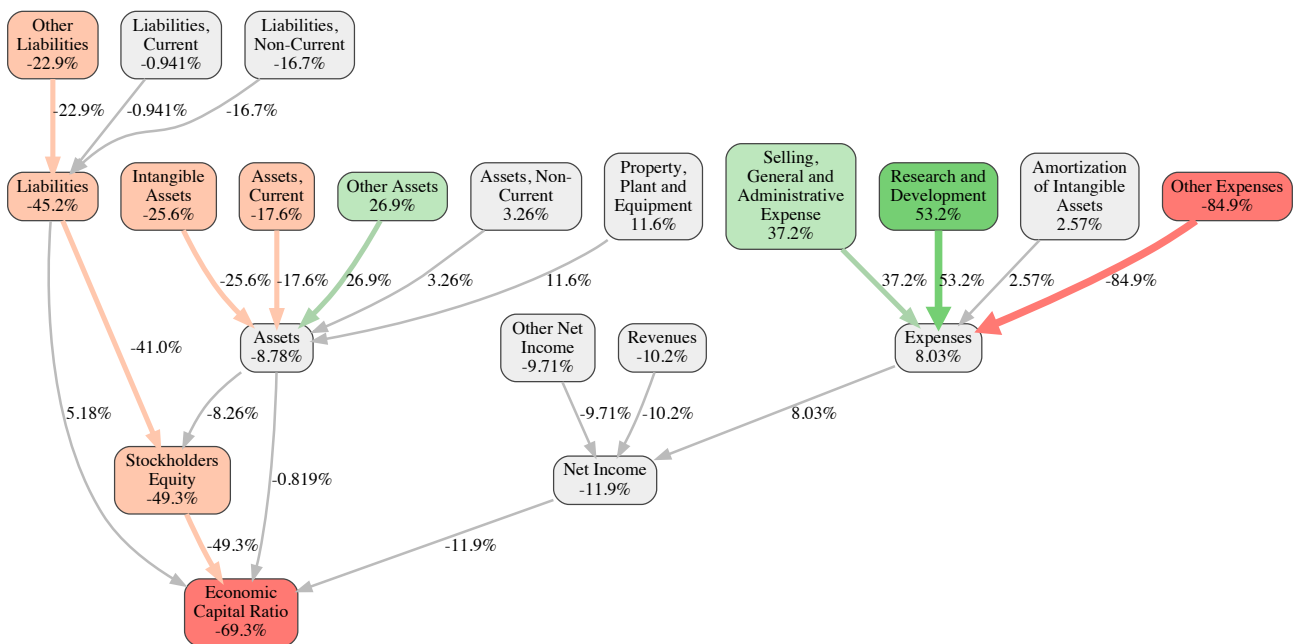 Other
Liabilities
-22.9%
Liabilities,
Current
-0.941%
Liabilities,
Non-Current
-16.7%
-22.9%
-0.941%
-16.7%
Liabilities
-45.2%
Intangible
Assets
-25.6%
Assets,
Current
-17.6%
Other Assets
26.9%
Assets, Non-
Current
3.26%
Property,
Plant and
Equipment
11.6%
Selling,
General and
Administrative
Expense
37.2%
Research and
Development
53.2%
Amortization
of Intangible
Assets
2.57%
Other Expenses
-84.9%
-25.6%
-17.6%
26.9%
3.26%
11.6%
37.2%
53.2%
2.57%
-84.9%
-41.0%
Assets
-8.78%
Other Net
Income
-9.71%
Revenues
-10.2%
Expenses
8.03%
5.18%
-8.26%
-9.71%
-10.2%
8.03%
Stockholders
Equity
-49.3%
-0.819%
Net Income
-11.9%
-49.3%
-11.9%
Economic
Capital Ratio
-69.3%